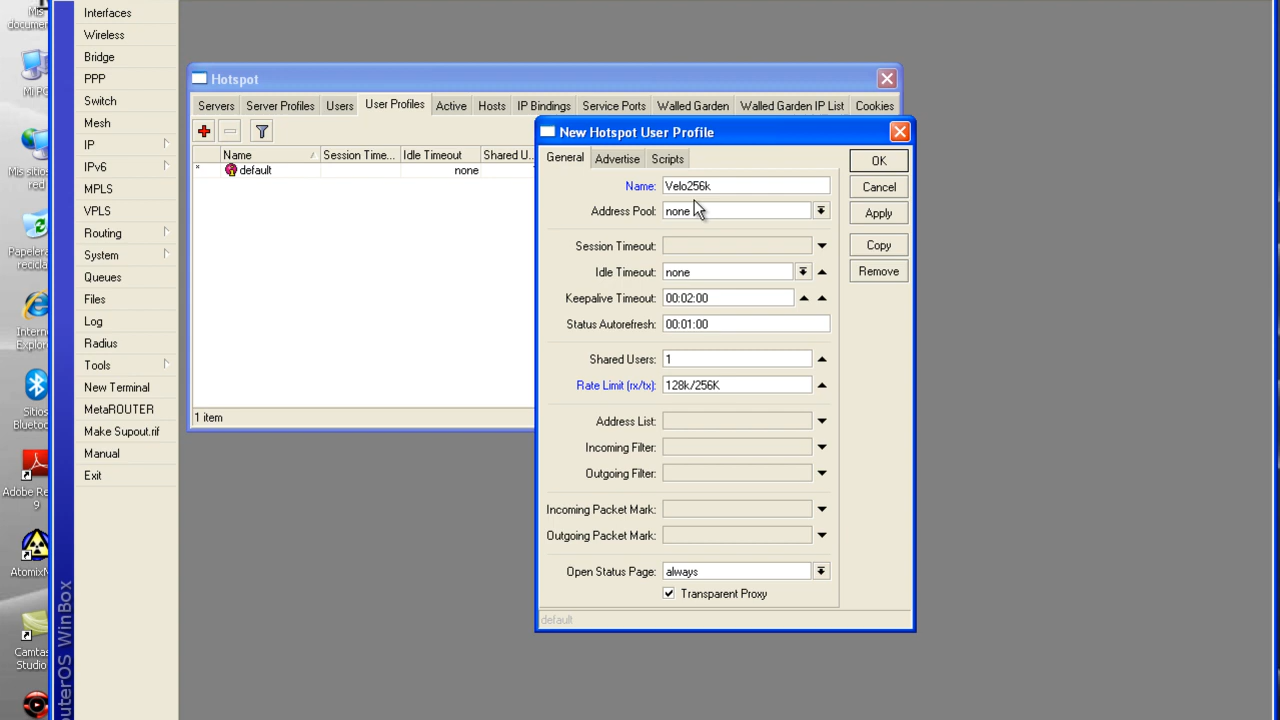 Mis
docume
Mi PC
Mis sitios
red
Papelera
recicla
Intern
Explor
Sitios
Bluetoo
Adobe Re
9
AtomixM
Camtas
Studio
outerOS WinBox
Interfaces
Wireless
Bridge
PPP
Switch
Mesh
IP
IPv6
MPLS
VPLS
Routing
System
Queues
Files
Log
Radius
Tools
New Terminal
MetaROUTER
Make Supout.rif
Manual
Exit
Hotspot
Servers Server Profiles Users User Profiles Active Hosts IP Bindings Service Ports Walled Garden Walled Garden IP List Cookies
Name Session Time... Idle Timeout Shared U...
* default none
1 item
New Hotspot User Profile
General Advertise Scripts
Name: Velo256k
Address Pool: none
Session Timeout:
Idle Timeout: none
Keepalive Timeout: 00:02:00
Status Autorefresh: 00:01:00
Shared Users: 1
Rate Limit (rx/tx): 128k/256K
Address List:
Incoming Filter:
Outgoing Filter:
Incoming Packet Mark:
Outgoing Packet Mark:
Open Status Page: always
Transparent Proxy
default
OK
Cancel
Apply
Copy
Remove